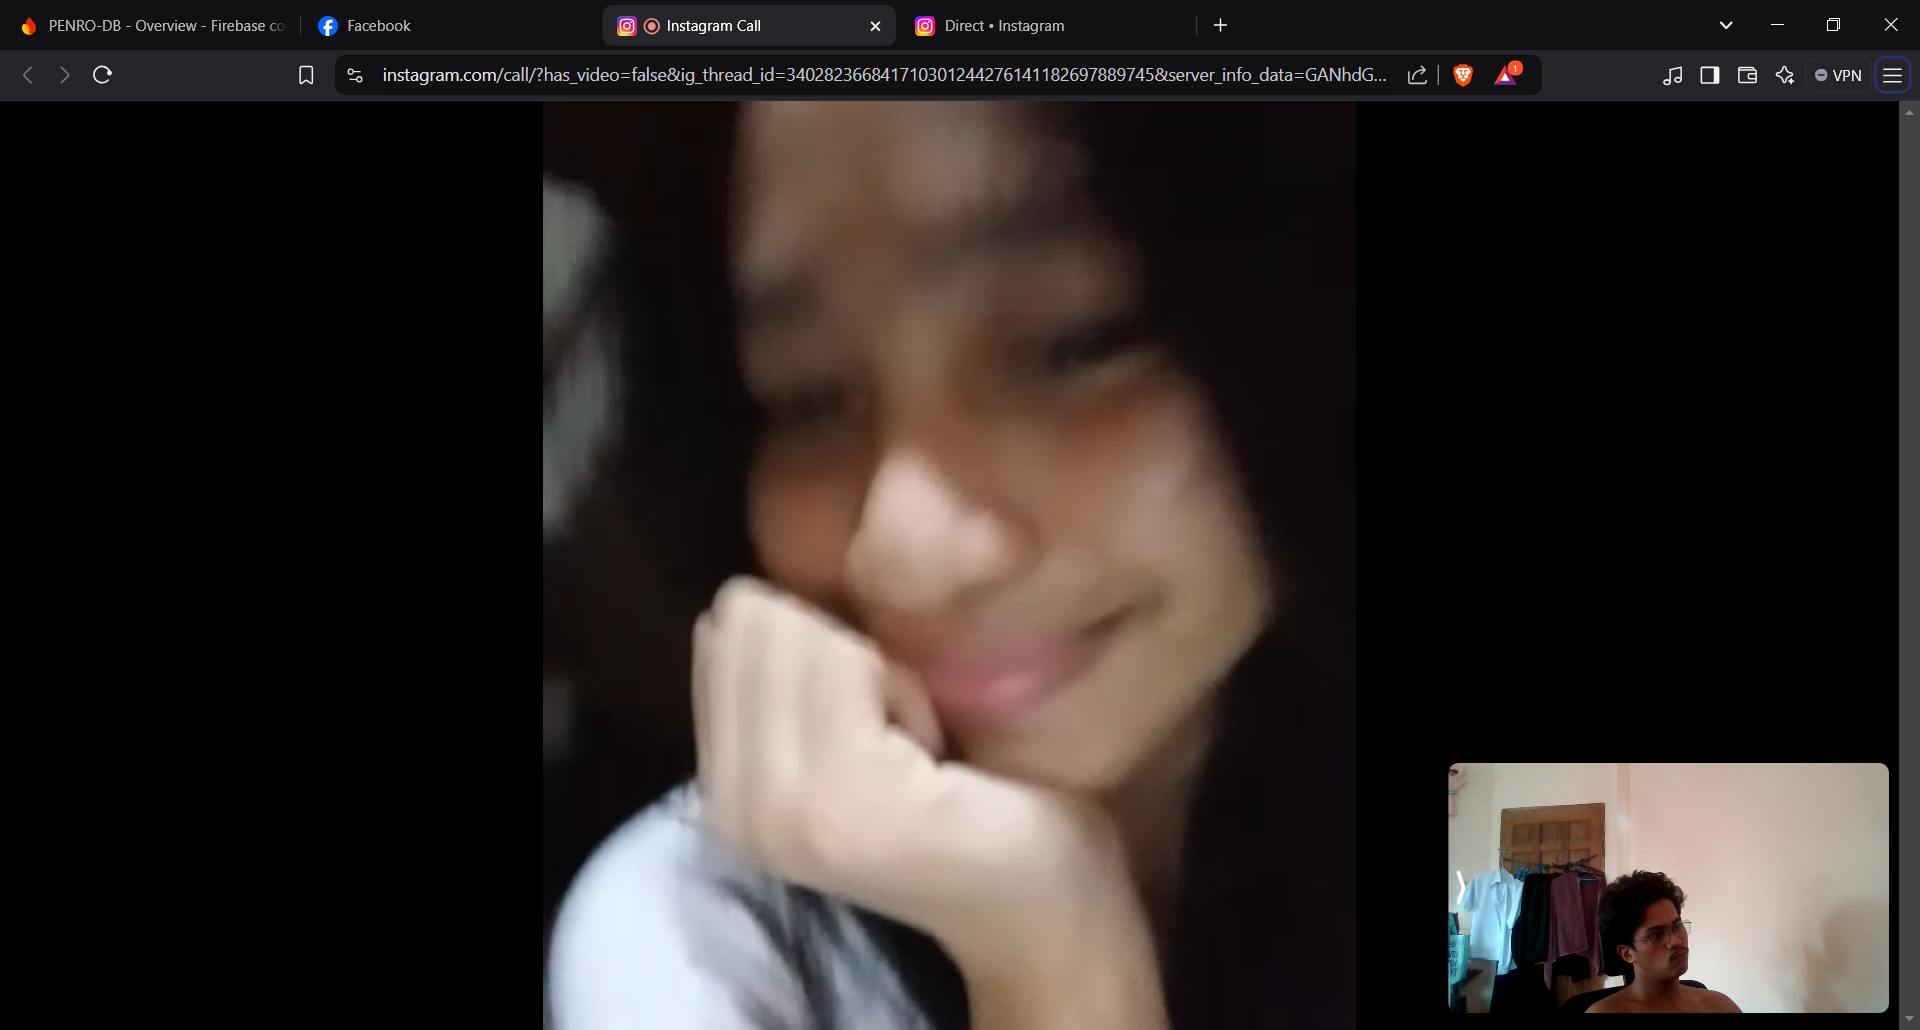 PENRO-DB - Overview - Firebase co
Facebook
Instagram Call
Direct • Instagram
instagram.com/call/?has_video=false&ig_thread_id=340282366841710301244276141182697889745&server_info_data=GANhdG...
1
VPN